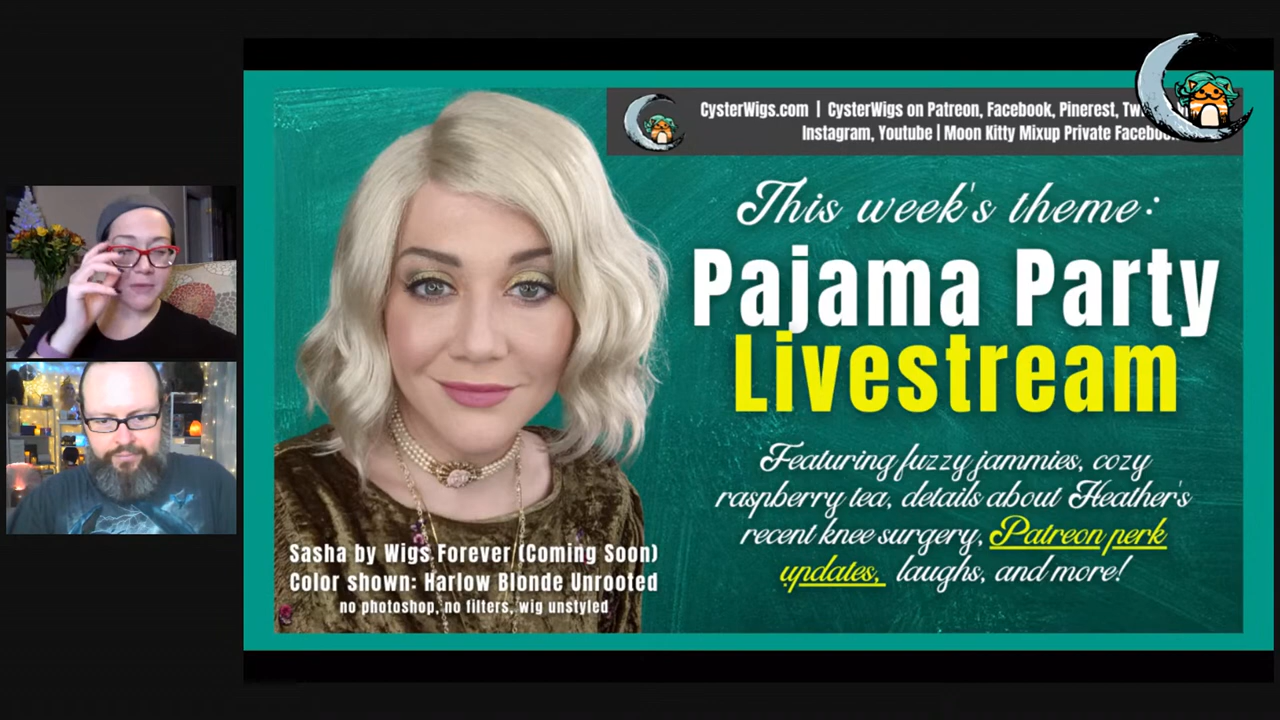 CysterWigs.com | CysterWigs on Patreon, Facebook, Pinerest,
Instagram, Youtube | Moon Kitty Mixup Private
This week's theme:
Pajama Party
Livestream
Featuring fuzzy jammies, cozy
raspberry tea, details about Heather's
recent knee surgery, Patreon perk
updates, laughs, and more!
Sasha by Wigs Forever (Coming Soon)
Color shown: Harlow Blonde Unrooted
no photoshop, no filters, wig unstyled